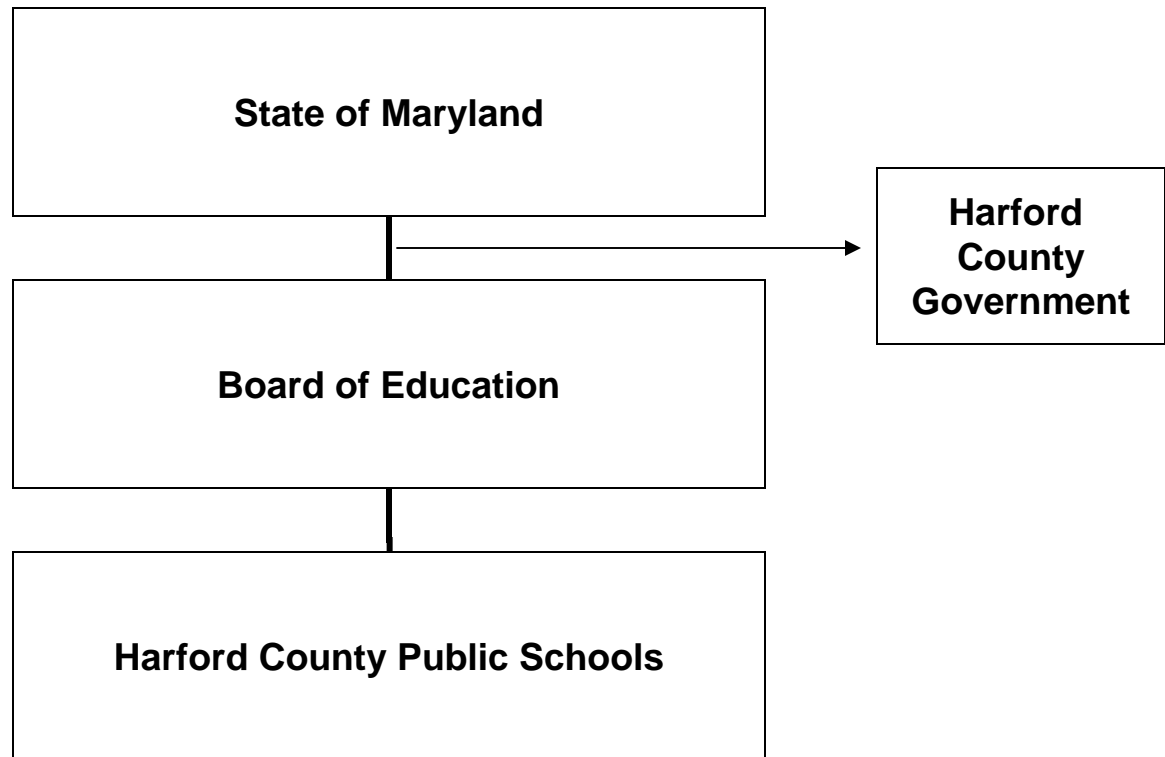 State of Maryland
Harford
County
Government
Board of Education
Harford County Public Schools